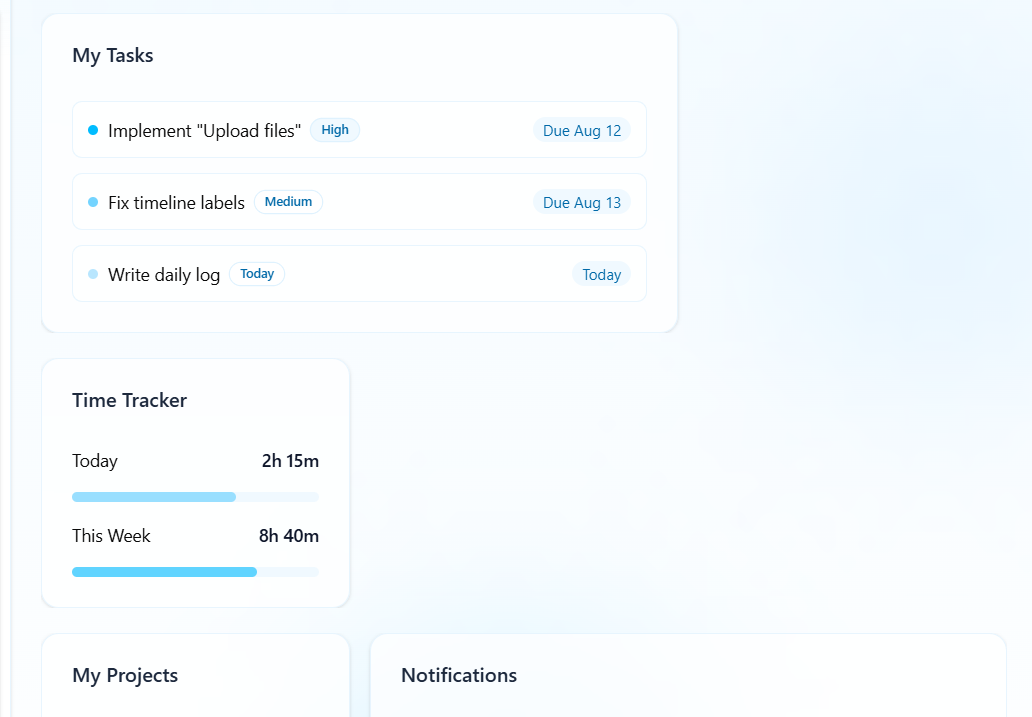 My Tasks
Implement "Upload files" High Due Aug 12
Fix timeline labels Medium Due Aug 13
Write daily log Today Today
Time Tracker
Today 2h 15m
This Week 8h 40m
My Projects Notifications